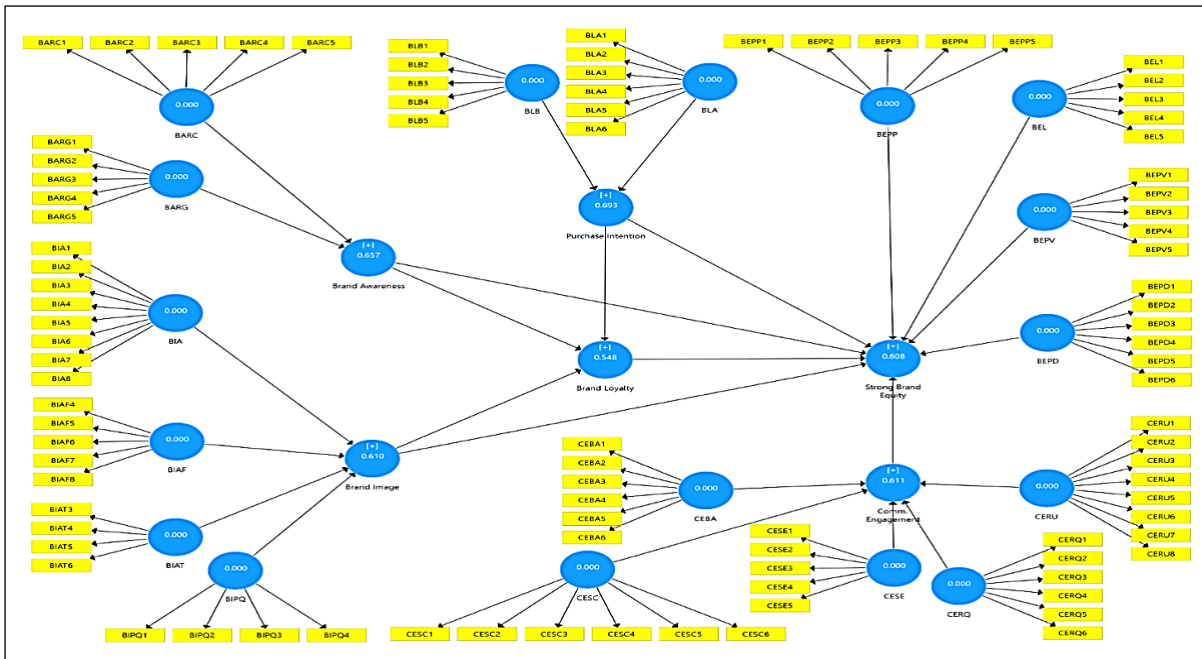 BARC1
BARC2
BARC3
BARC4
BARC5
0.000
BARC
BARG1
BARG2
BARG3
BARG4
BARG5
0.000
BARG
BLB1
BLB2
BLB3
BLB4
BLB5
0.000
BLB
BLA1
BLA2
BLA3
BLA4
BLA5
BLA6
0.000
BLA
BEPP1
BEPP2
BEPP3
BEPP4
BEPP5
0.000
BEPP
BEL1
BEL2
BEL3
BEL4
BEL5
0.000
BEL
BEPV1
BEPV2
BEPV3
BEPV4
BEPV5
0.000
BEPV
[+]
0.693
Purchase Intention
[+]
0.657
Brand Awareness
BIA1
BIA2
BIA3
BIA4
BIA5
BIA6
BIA7
BIA8
0.000
BIA
[+]
0.548
Brand Loyalty
[+]
0.608
Strong Brand
Equity
BEPD1
BEPD2
BEPD3
BEPD4
BEPD5
BEPD6
0.000
BEPD
BIAF4
BIAF5
BIAF6
BIAF7
BIAF8
0.000
BIAF
[+]
0.610
Brand Image
BIAT3
BIAT4
BIAT5
BIAT6
0.000
BIAT
0.000
BIPQ
BIPQ1
BIPQ2
BIPQ3
BIPQ4
CEBA1
CEBA2
CEBA3
CEBA4
CEBA5
CEBA6
0.000
CEBA
[+]
0.611
Comm.
Engagement
CERU1
CERU2
CERU3
CERU4
CERU5
CERU6
CERU7
CERU8
0.000
CERU
0.000
CESC
CESC1
CESC2
CESC3
CESC4
CESC5
CESC6
CESE1
CESE2
CESE3
CESE4
CESE5
0.000
CESE
0.000
CERQ
CERQ1
CERQ2
CERQ3
CERQ4
CERQ5
CERQ6